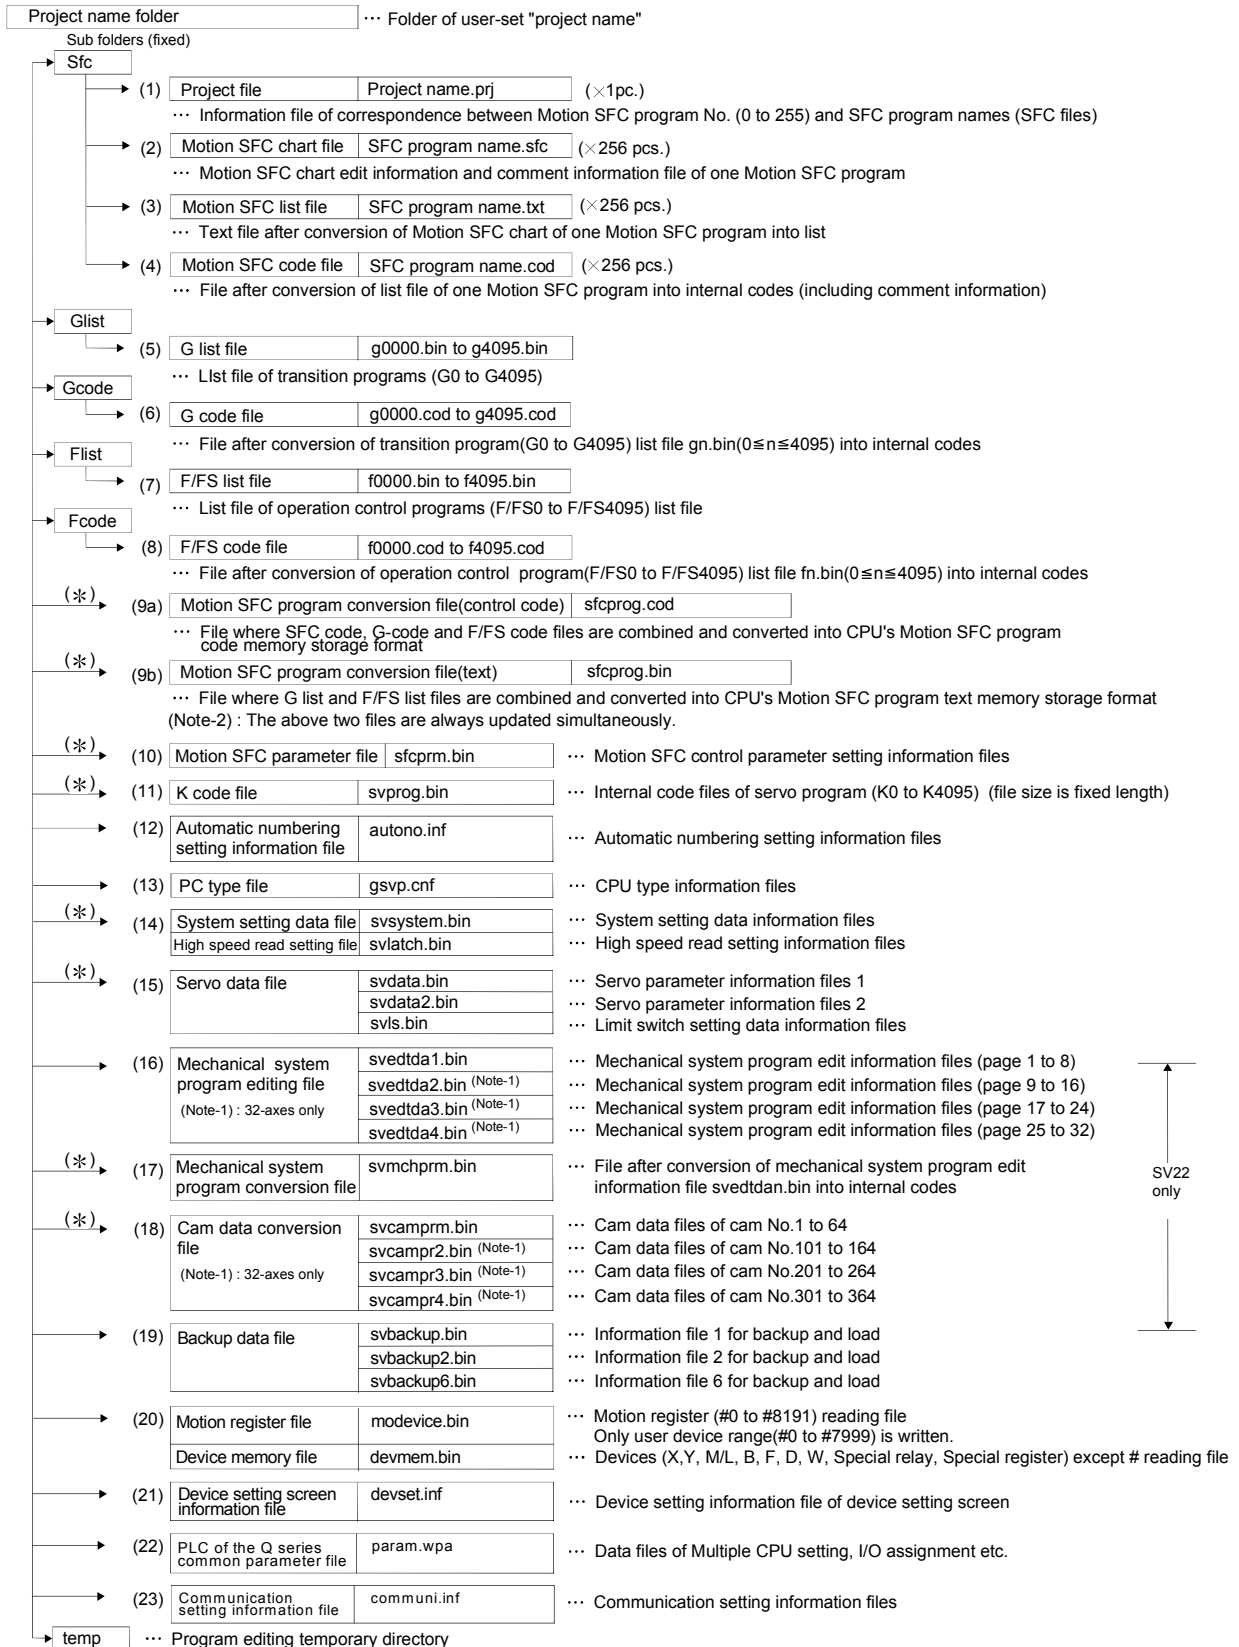 Project name folder ··· Folder of user-set "project name"
Sub folders (fixed)
Sfc
(1) Project file Project name.prj (×1pc.)
··· Information file of correspondence between Motion SFC program No. (0 to 255) and SFC program names (SFC files)
(2) Motion SFC chart file SFC program name.sfc (×256 pcs.)
··· Motion SFC chart edit information and comment information file of one Motion SFC program
(3) Motion SFC list file SFC program name.txt (×256 pcs.)
··· Text file after conversion of Motion SFC chart of one Motion SFC program into list
(4) Motion SFC code file SFC program name.cod (×256 pcs.)
··· File after conversion of list file of one Motion SFC program into internal codes (including comment information)
Glist
(5) G list file g0000.bin to g4095.bin
··· LIst file of transition programs (G0 to G4095)
Gcode
(6) G code file g0000.cod to g4095.cod
··· File after conversion of transition program(G0 to G4095) list file gn.bin(0≦n≦4095) into internal codes
Flist
(7) F/FS list file f0000.bin to f4095.bin
··· List file of operation control programs (F/FS0 to F/FS4095) list file
Fcode
(8) F/FS code file f0000.cod to f4095.cod
··· File after conversion of operation control program(F/FS0 to F/FS4095) list file fn.bin(0≦n≦4095) into internal codes
(*) (9a) Motion SFC program conversion file(control code) sfcprog.cod
··· File where SFC code, G-code and F/FS code files are combined and converted into CPU's Motion SFC program
code memory storage format
(*) (9b) Motion SFC program conversion file(text) sfcprog.bin
··· File where G list and F/FS list files are combined and converted into CPU's Motion SFC program text memory storage format
(Note-2) : The above two files are always updated simultaneously.
(*) (10) Motion SFC parameter file sfcprm.bin ··· Motion SFC control parameter setting information files
(*) (11) K code file svprog.bin ··· Internal code files of servo program (K0 to K4095) (file size is fixed length)
(12) Automatic numbering autono.inf ··· Automatic numbering setting information files
setting information file
(13) PC type file gsvp.cnf ··· CPU type information files
(*) (14) System setting data file svsystem.bin ··· System setting data information files
High speed read setting file svlatch.bin ··· High speed read setting information files
(*) (15) Servo data file svdata.bin ··· Servo parameter information files 1
svdata2.bin ··· Servo parameter information files 2
svls.bin ··· Limit switch setting data information files
(16) Mechanical system svedtda1.bin ··· Mechanical system program edit information files (page 1 to 8)
program editing file svedtda2.bin (Note-1) ··· Mechanical system program edit information files (page 9 to 16)
(Note-1) : 32-axes only svedtda3.bin (Note-1) ··· Mechanical system program edit information files (page 17 to 24)
svedtda4.bin (Note-1) ··· Mechanical system program edit information files (page 25 to 32)
(*) (17) Mechanical system svmchprm.bin ··· File after conversion of mechanical system program edit
program conversion file information file svedtdan.bin into internal codes
SV22
only
(*) (18) Cam data conversion svcamprm.bin ··· Cam data files of cam No.1 to 64
file svcampr2.bin (Note-1) ··· Cam data files of cam No.101 to 164
(Note-1) : 32-axes only svcampr3.bin (Note-1) ··· Cam data files of cam No.201 to 264
svcampr4.bin (Note-1) ··· Cam data files of cam No.301 to 364
(19) Backup data file svbackup.bin ··· Information file 1 for backup and load
svbackup2.bin ··· Information file 2 for backup and load
svbackup6.bin ··· Information file 6 for backup and load
(20) Motion register file modevice.bin ··· Motion register (#0 to #8191) reading file
Only user device range(#0 to #7999) is written.
Device memory file devmem.bin ··· Devices (X,Y, M/L, B, F, D, W, Special relay, Special register) except # reading file
(21) Device setting screen devset.inf ··· Device setting information file of device setting screen
information file
(22) PLC of the Q series param.wpa ··· Data files of Multiple CPU setting, I/O assignment etc.
common parameter file
(23) Communication communi.inf ··· Communication setting information files
setting information file
temp ··· Program editing temporary directory